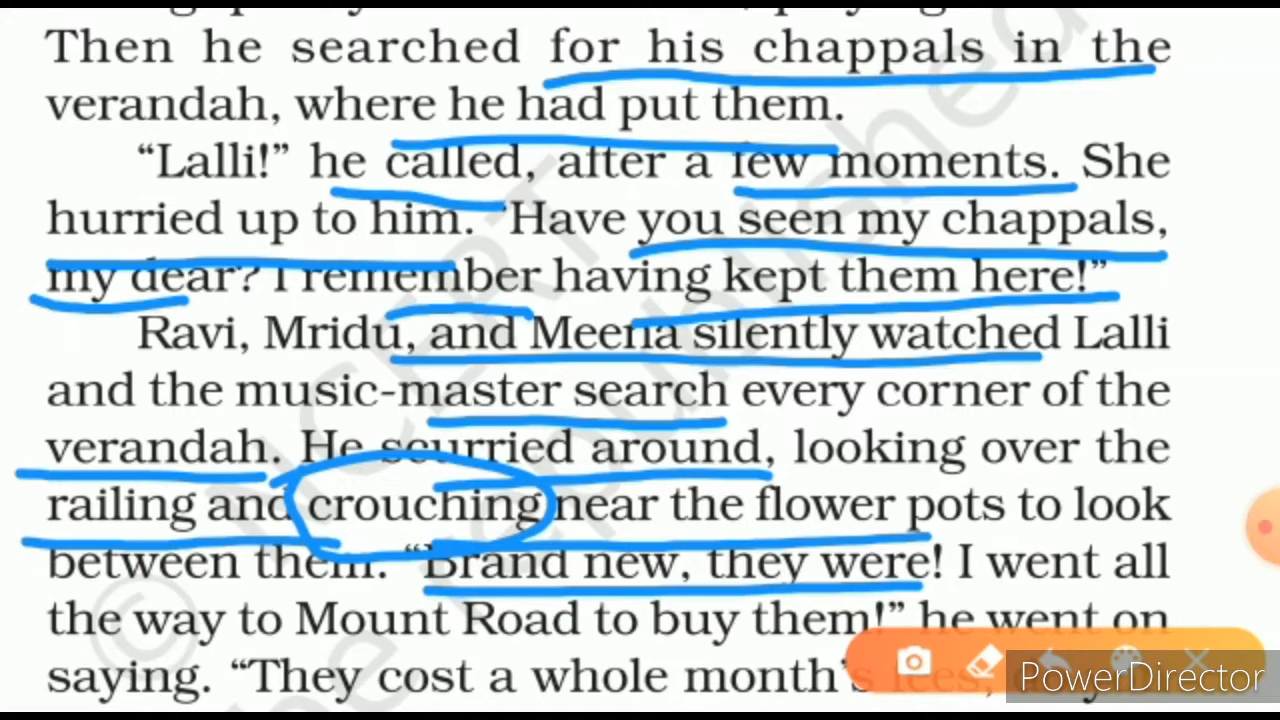 Then he searched for his chappals in the
verandah, where he had put them.
“Lalli!” he called, after a few moments. She
hurried up to him. “Have you seen my chappals,
my dear? I remember having kept them here!”
Ravi, Mridu, and Meena silently watched Lalli
and the music-master search every corner of the
verandah. He scurried around, looking over the
railing and crouching near the flower pots to look
between them. “Brand new, they were! I went all
the way to Mount Road to buy them!” he went on
saying. “They cost a whole month’s fees,
PowerDirector
© NCERT